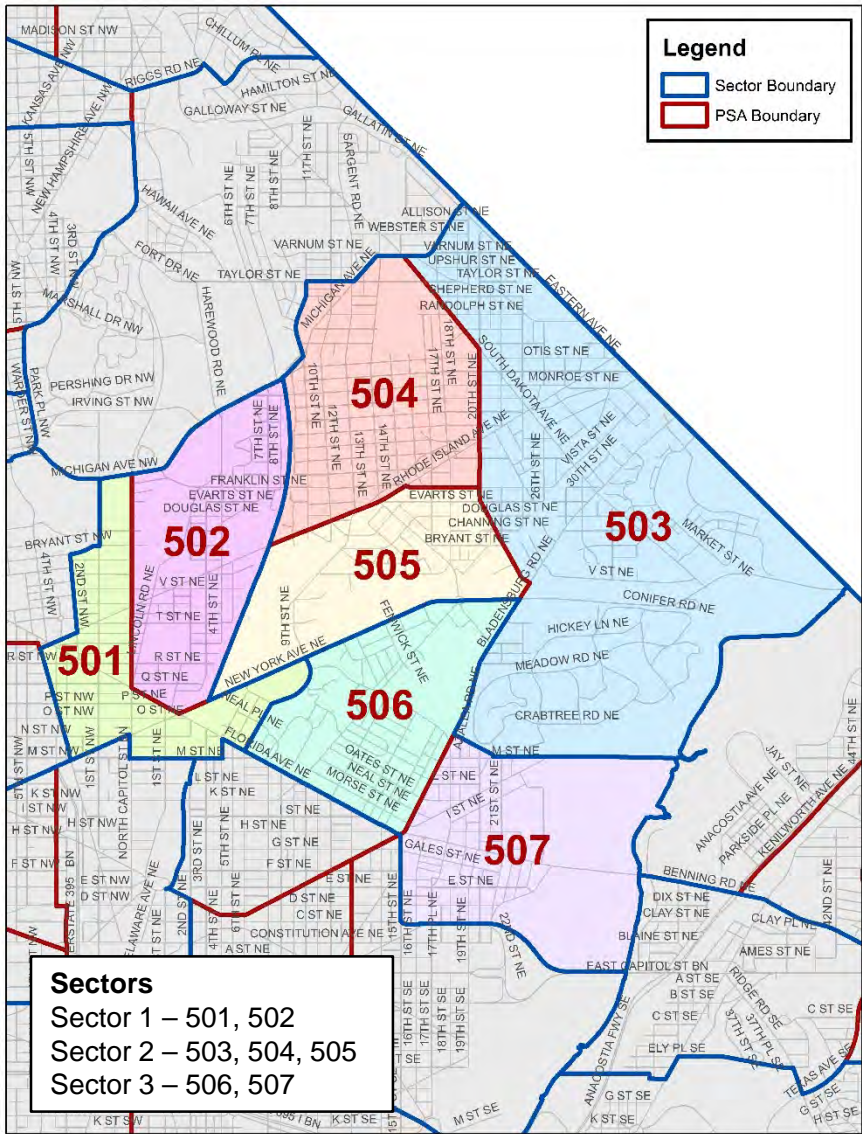 MADISON ST NW
CHILLUM PL NE
KANSAS AVE NW
RIGGS RD NE
HAMILTON ST NE
GALLOWAY ST NE
GALLATIN ST NE
5TH ST NW
NEW HAMPSHIRE AVE NW
6TH ST NE
7TH ST NE
8TH ST NE
11TH ST NE
SARGENT RD NE
Legend
Sector Boundary
PSA Boundary
HAWAII AVE NE
3RD ST NW
4TH ST NW
FORT DR NE
ALLISON ST NE
WEBSTER ST NE
VARNUM ST NE
VARNUM ST NE
UPSHUR ST NE
TAYLOR ST NE
TAYLOR ST NE
SHEPHERD ST NE
RANDOLPH ST NE
EASTERN AVE NE
MICHIGAN AVE NE
5TH ST NW
MARSHALL DR NW
HAREWOOD RD NE
18TH ST NE
17TH ST NE
20TH ST NE
SOUTH DAKOTA AVE NE
OTIS ST NE
MONROE ST NE
WARDER ST NW
PARK PL NW
PERSHING DR NW
IRVING ST NW
504
10TH ST NE
12TH ST NE
13TH ST NE
14TH ST NE
RHODE ISLAND AVE NE
7TH ST NE
8TH ST NE
VISTA ST NE
30TH ST NE
26TH ST NE
MICHIGAN AVE NW
FRANKLIN ST NE
EVARTS ST NE
DOUGLAS ST NE
EVARTS ST NE
DOUGLAS ST NE
CHANNING ST NE
BRYANT ST NE
503
MARKET ST NE
BRYANT ST NW
502
505
4TH ST NW
2ND ST NW
LINCOLN RD NE
V ST NE
T ST NE
4TH ST NE
R ST NE
Q ST NE
9TH ST NE
FENWICK ST NE
BLADENSBURG RD NE
V ST NE
CONIFER RD NE
HICKEY LN NE
MEADOW RD NE
CRABTREE RD NE
R ST NW
501
NEW YORK AVE NE
P ST NW
P ST NE
O ST NW
O ST NE
N ST NW
M ST NW
NEAL PL NE
506
M ST NE
FLORIDA AVE NE
GATES ST NE
NEAL ST NE
MORSE ST NE
M ST NE
5TH ST NW
1ST ST NW
NORTH CAPITOL ST BN
1ST ST NE
L ST NE
K ST NE
K ST NW
I ST NW
H ST NW
H ST NW
I ST NE
H ST NE
G ST NE
F ST NE
F ST NW
E ST NW
D ST NW
3RD ST NE
5TH ST NE
E ST NE
D ST NE
C ST NE
I ST NE
21ST ST NE
507
GALES ST NE
E ST NE
JAY ST NE
44TH ST NE
ANACOSTIA AVE NE
PARKSIDE PL NE
KENILWORTH AVE NE
BENNING RD NE
DIX ST NE
CLAY ST NE
CLAY PL NE
42ND ST NE
BLAINE ST NE
AMES ST NE
2ND ST NE
4TH ST NE
6TH ST NE
CONSTITUTION AVE NE
A ST NE
15TH ST NE
16TH ST NE
17TH PL NE
19TH ST NE
22ND ST NE
EAST CAPITOL ST BN
A ST SE
B ST SE
C ST SE
C ST SE
RIDGE RD SE
37TH ST SE
37TH PL SE
ELY PL SE
TEXAS AVE SE
G ST SE
G ST SE
H ST SE
K ST SE
ANACOSTIA FWY SE
16TH ST SE
17TH ST SE
18TH ST SE
19TH ST SE
M ST SE
K ST SW
K ST SE
15TH ST SE
Sectors
Sector 1 – 501, 502
Sector 2 – 503, 504, 505
Sector 3 – 506, 507